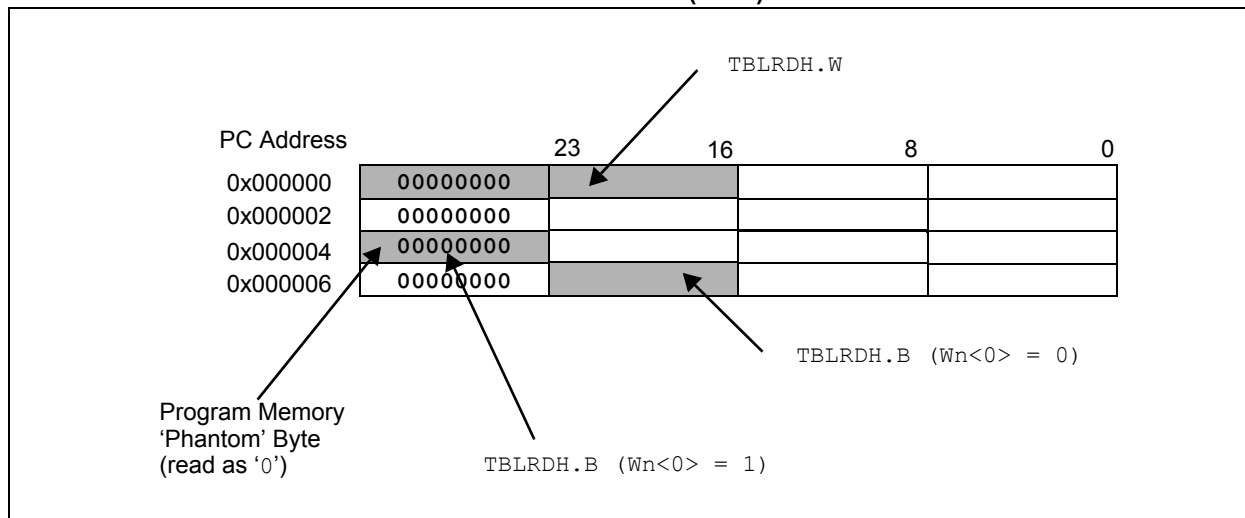 TBLRDH.W
PC Address
23 16 8 0
0x000000 00000000
0x000002 00000000
0x000004 00000000
0x000006 00000000
TBLRDH.B (Wn<0> = 0)
Program Memory
‘Phantom’ Byte
(read as ‘0’)
TBLRDH.B (Wn<0> = 1)